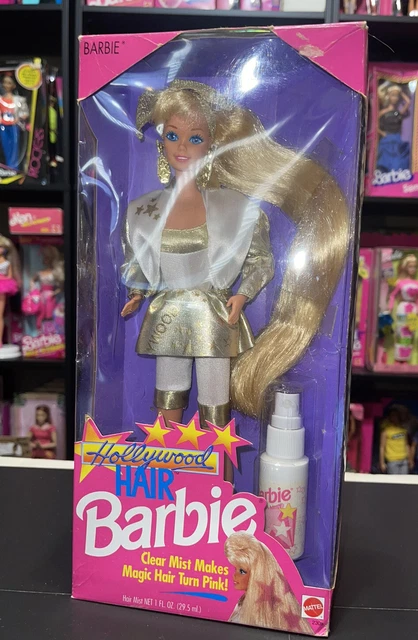 BARBIE®
Hollywood
HAIR
Barbie
Clear Mist Makes
Magic Hair Turn Pink!
Hair Mist NET 1 FL. OZ. (29.5 ml.)
MATTEL
Barbie
Barbie